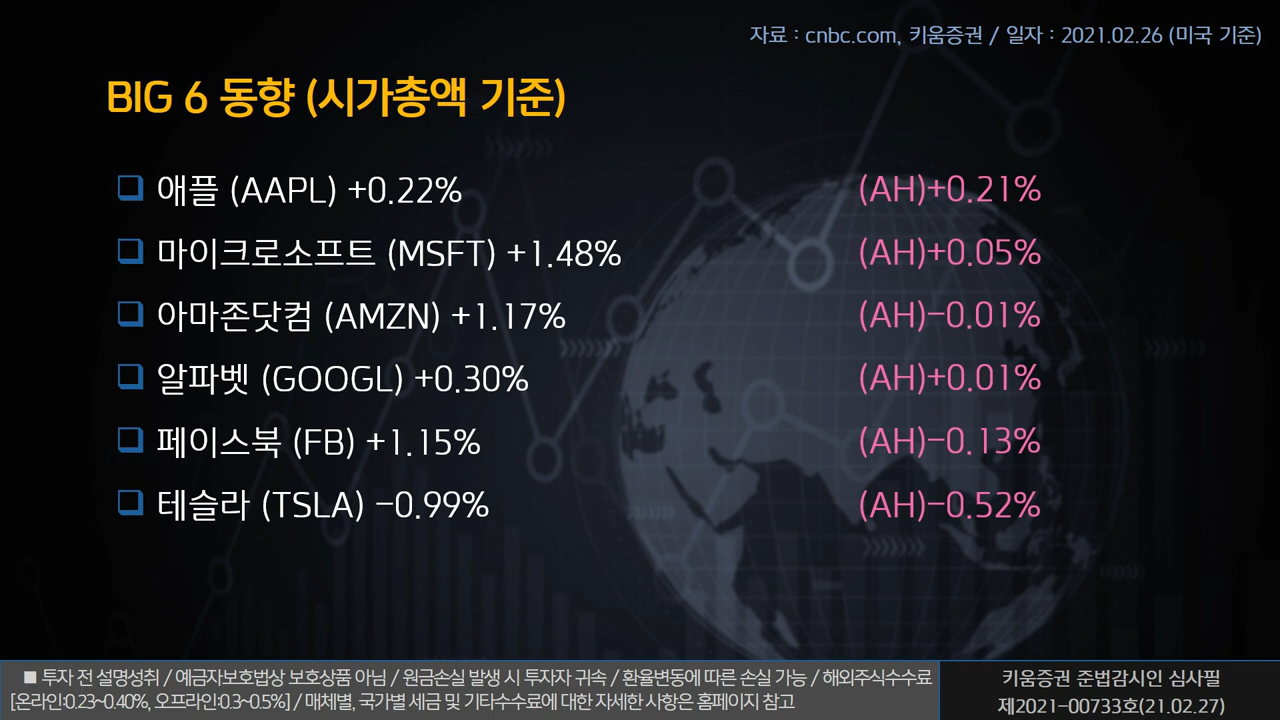 자료 : cnbc.com, 키움증권 / 일자 : 2021.02.26 (미국 기준)
BIG 6 동향 (시가총액 기준)
애플 (AAPL) +0.22% (AH)+0.21%
마이크로소프트 (MSFT) +1.48% (AH)+0.05%
아마존닷컴 (AMZN) +1.17% (AH)-0.01%
알파벳 (GOOGL) +0.30% (AH)+0.01%
페이스북 (FB) +1.15% (AH)-0.13%
테슬라 (TSLA) -0.99% (AH)-0.52%
■ 투자 전 설명청취 / 예금자보호법상 보호상품 아님 / 원금손실 발생 시 투자자 귀속 / 환율변동에 따른 손실 가능 / 해외주식수수료
[온라인:0.23~0.40%, 오프라인:0.3~0.5%] / 매체별, 국가별 세금 및 기타수수료에 대한 자세한 사항은 홈페이지 참고
키움증권 준법감시인 심사필
제2021-00733호(21.02.27)